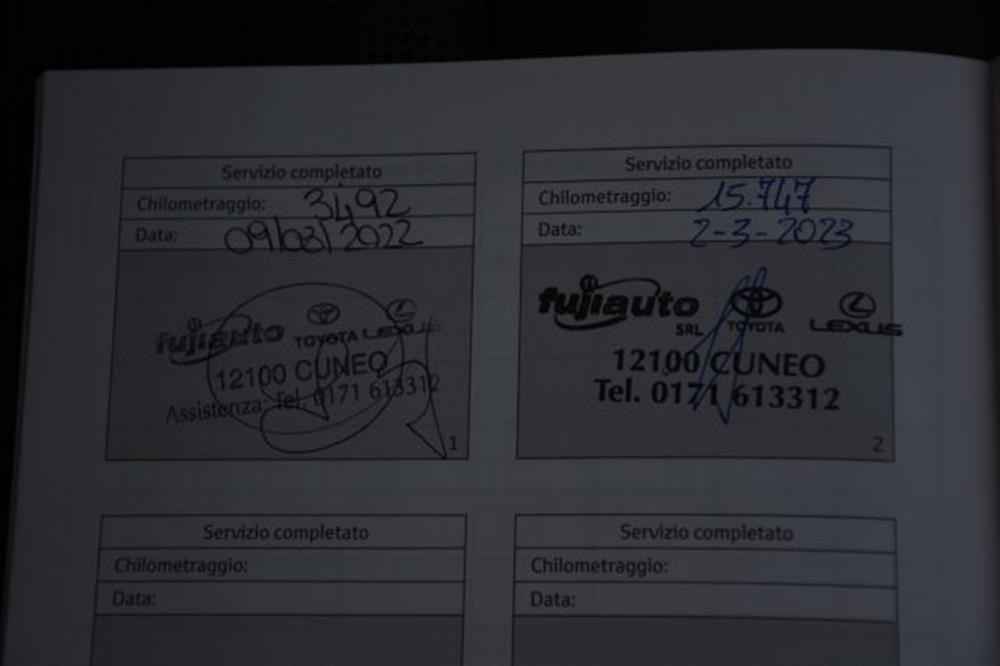 Servizio completato
Chilometraggio: 3492
Data: 09/03/2022
fujiauto TOYOTA LEXUS
12100 CUNEO
Assistenza: Tel. 0171 613312
1
Servizio completato
Chilometraggio: 15.747
Data: 2-3-2023
fujiauto SRL TOYOTA LEXUS
12100 CUNEO
Tel. 0171 613312
2
Servizio completato
Chilometraggio:
Data:
Servizio completato
Chilometraggio:
Data: